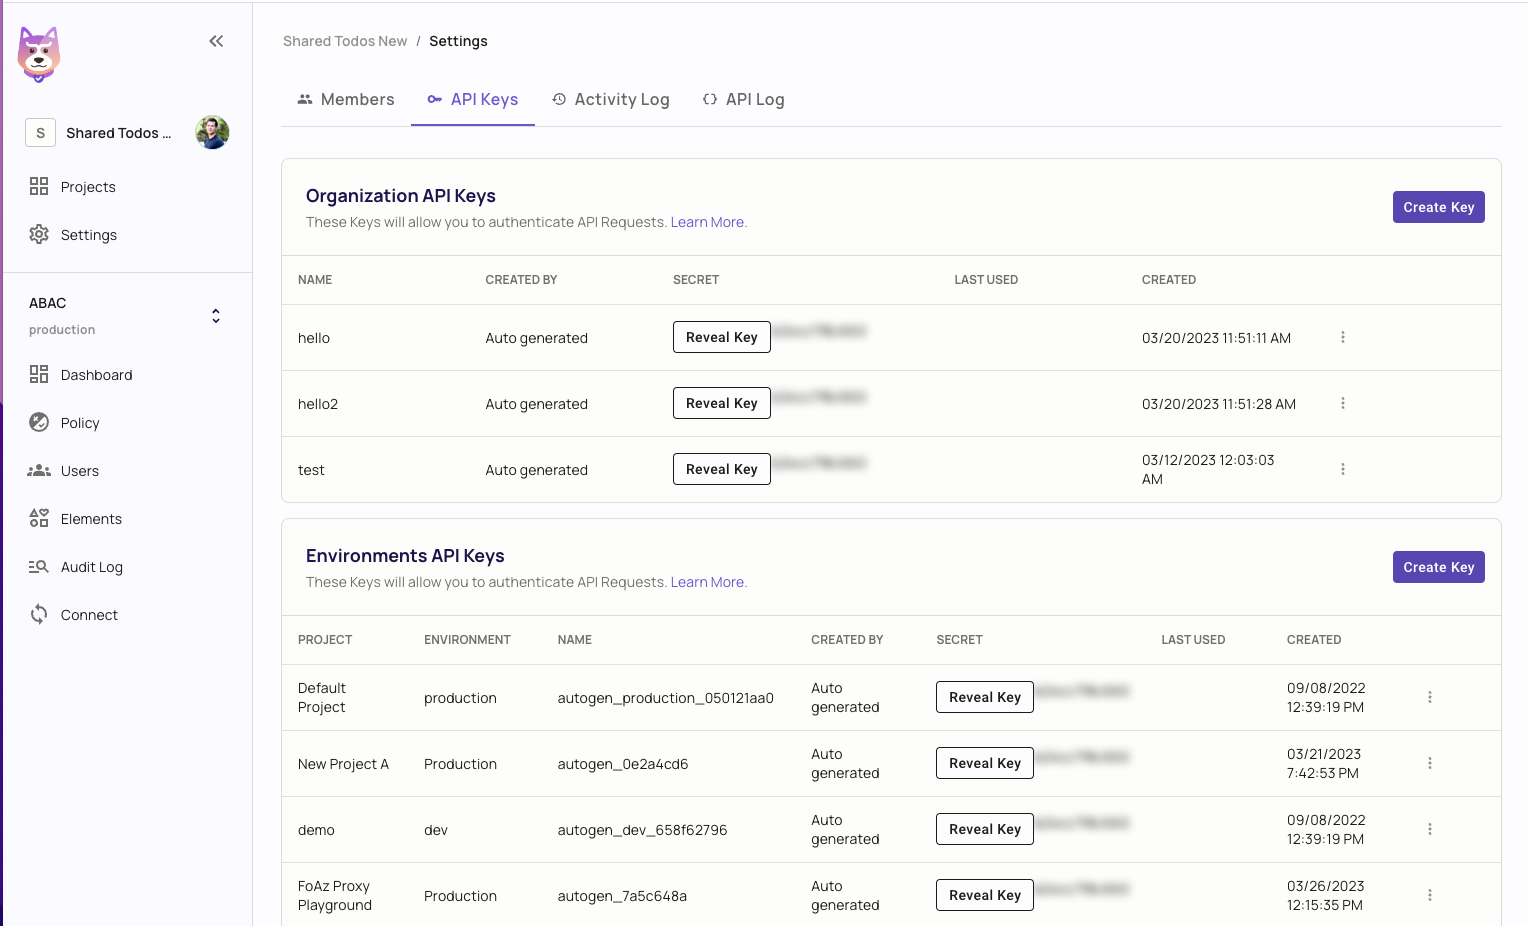 Shared Todos New / Settings
S Shared Todos ...
Projects
Settings
ABAC
production
Dashboard
Policy
Users
Elements
Audit Log
Connect
Members API Keys Activity Log API Log
Organization API Keys
These Keys will allow you to authenticate API Requests. Learn More.
Create Key
NAME CREATED BY SECRET LAST USED CREATED
hello Auto generated Reveal Key 03/20/2023 11:51:11 AM
hello2 Auto generated Reveal Key 03/20/2023 11:51:28 AM
test Auto generated Reveal Key 03/12/2023 12:03:03
AM
Environments API Keys
These Keys will allow you to authenticate API Requests. Learn More.
Create Key
PROJECT ENVIRONMENT NAME CREATED BY SECRET LAST USED CREATED
Default Auto 09/08/2022
Project production autogen_production_050121aa0 generated Reveal Key 12:39:19 PM
Auto 03/21/2023
New Project A Production autogen_0e2a4cd6 generated Reveal Key 7:42:53 PM
Auto 09/08/2022
demo dev autogen_dev_658f62796 generated Reveal Key 12:39:19 PM
FoAz Proxy Auto 03/26/2023
Playground Production autogen_7a5c648a generated Reveal Key 12:15:35 PM